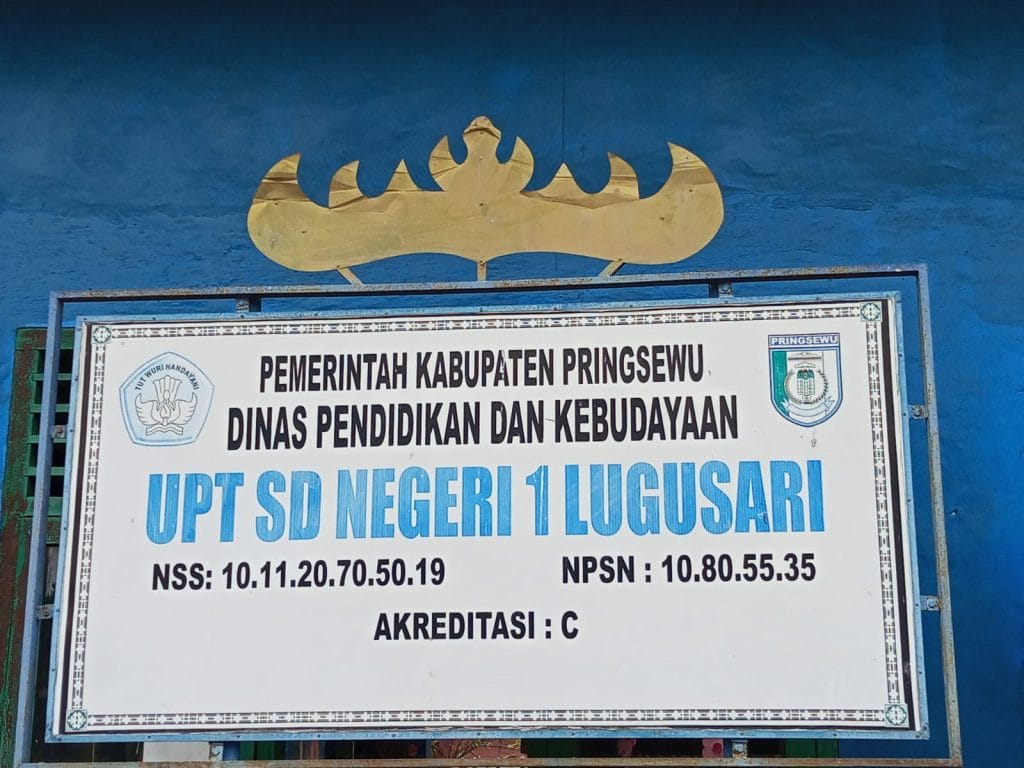 TUT WURI HANDAYANI
PRINGSEWU
PEMERINTAH KABUPATEN PRINGSEWU
DINAS PENDIDIKAN DAN KEBUDAYAAN
UPT SD NEGERI 1 LUGUSARI
NSS: 10.11.20.70.50.19 NPSN : 10.80.55.35
AKREDITASI : C